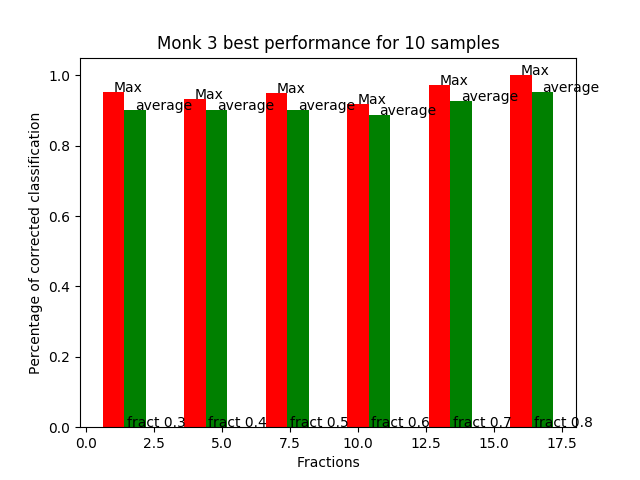 Monk 3 best performance for 10 samples
Percentage of corrected classification
1.0
0.8
0.6
0.4
0.2
0.0
Max
average
Max
average
Max
average
Max
average
Max
average
Max
average
fract 0.3
fract 0.4
fract 0.5
fract 0.6
fract 0.7
fract 0.8
0.0
2.5
5.0
7.5
10.0
12.5
15.0
17.5
Fractions